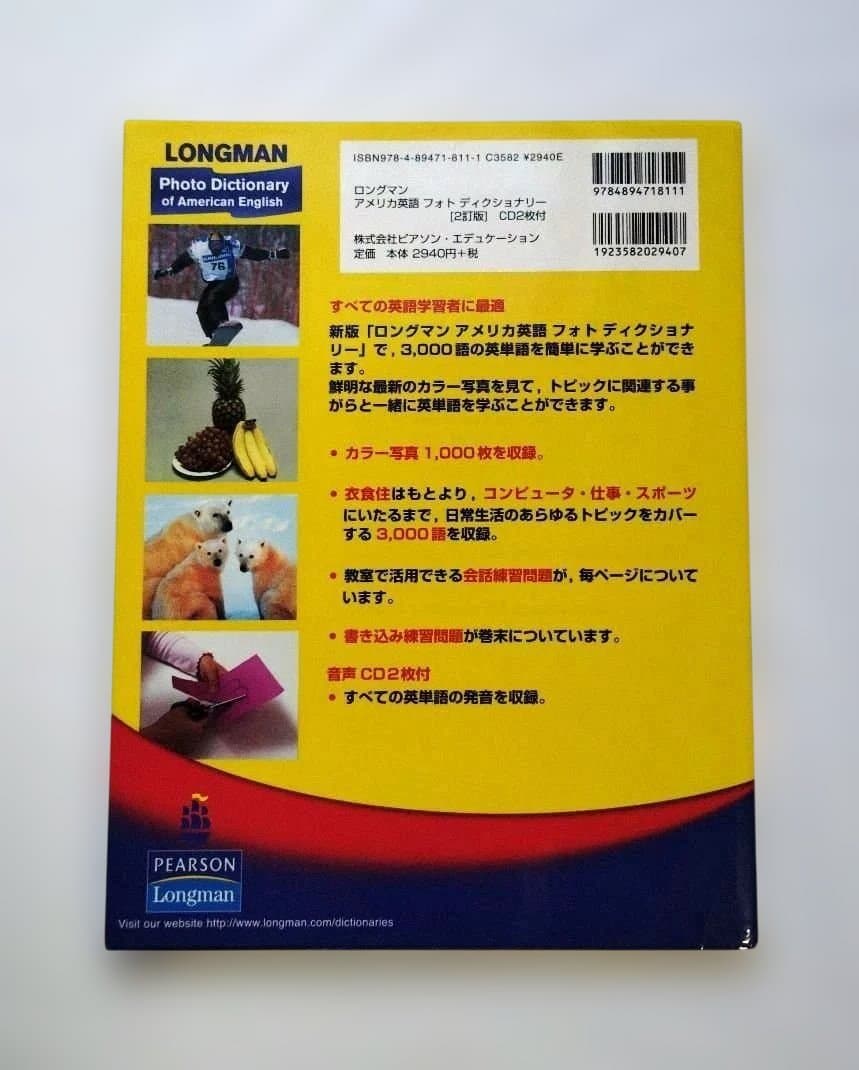 LONGMAN
Photo Dictionary
of American English
ISBN978-4-89471-811-1 C3582 ¥2940E
9784894718111
ロングマン
アメリカ英語 フォト ディクショナリー
[2訂版] CD2枚付
1923582029407
株式会社ピアソン・エデュケーション
定価 本体 2940円+税
76
すべての英語学習者に最適
新版「ロングマン アメリカ英語 フォト ディクショナ
リー」で,3,000語の英単語を簡単に学ぶことができ
ます。
鮮明な最新のカラー写真を見て,トピックに関連する事
がらと一緒に英単語を学ぶことができます。
• カラー写真1,000枚を収録。
• 衣食住はもとより,コンピュータ・仕事・スポーツ
にいたるまで,日常生活のあらゆるトピックをカバー
する3,000語を収録。
• 教室で活用できる会話練習問題が,毎ページについて
います。
• 書き込み練習問題が巻末についています。
音声CD2枚付
• すべての英単語の発音を収録。
PEARSON
Longman
Visit our website http://www.longman.com/dictionaries